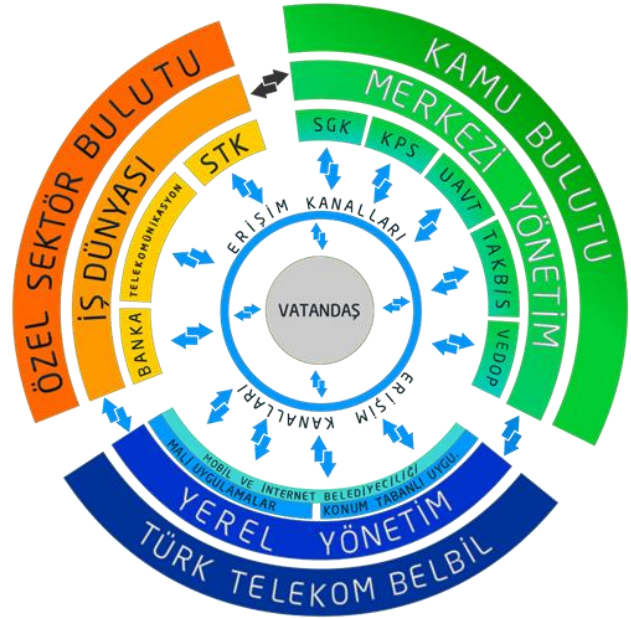 KAMU BULUTU
MERKEZİ YÖNETİM
SGK
KPS
UAVT
TAKBİS
VEDOP
ÖZEL SEKTÖR BULUTU
İŞ DÜNYASI
STK
TELEKOMÜNİKASYON
BANKA
ERİŞİM KANALLARI
VATANDAŞ
ERİŞİM KANALLARI
MOBİL VE İNTERNET BELEDİYECİLİĞİ
MALİ UYGULAMALAR
KONUM TABANLI UYGU.
YEREL YÖNETİM
TÜRK TELEKOM BELBİL